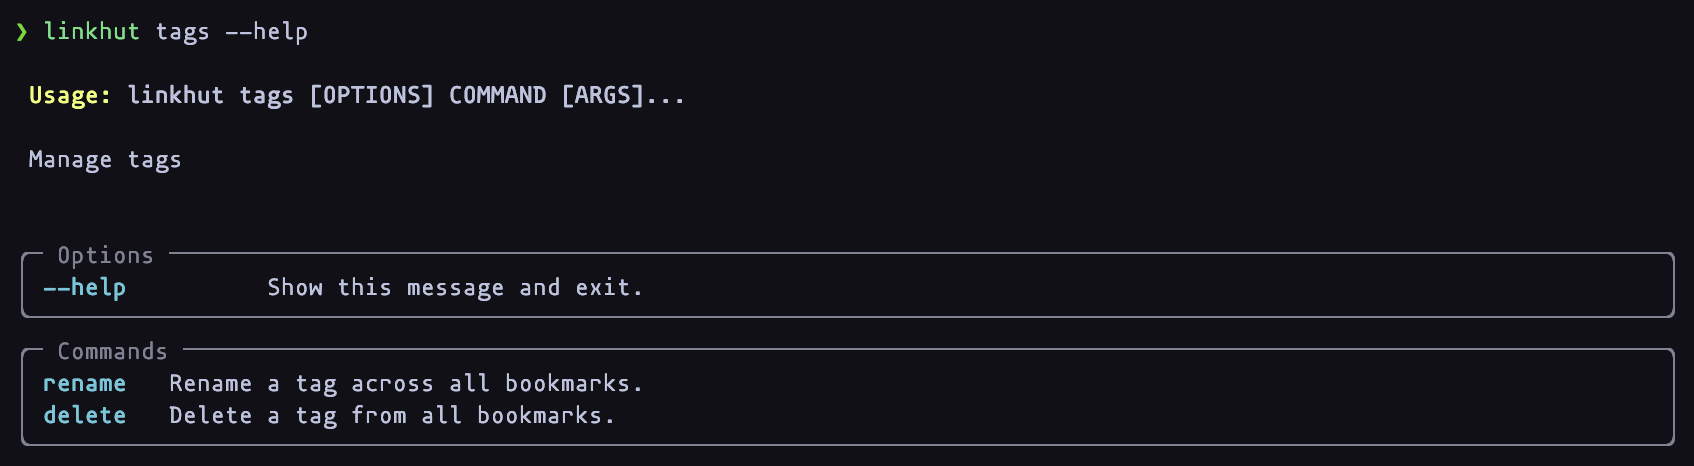 ❯ linkhut tags --help
Usage: linkhut tags [OPTIONS] COMMAND [ARGS]...
Manage tags
Options
--help Show this message and exit.
Commands
rename Rename a tag across all bookmarks.
delete Delete a tag from all bookmarks.